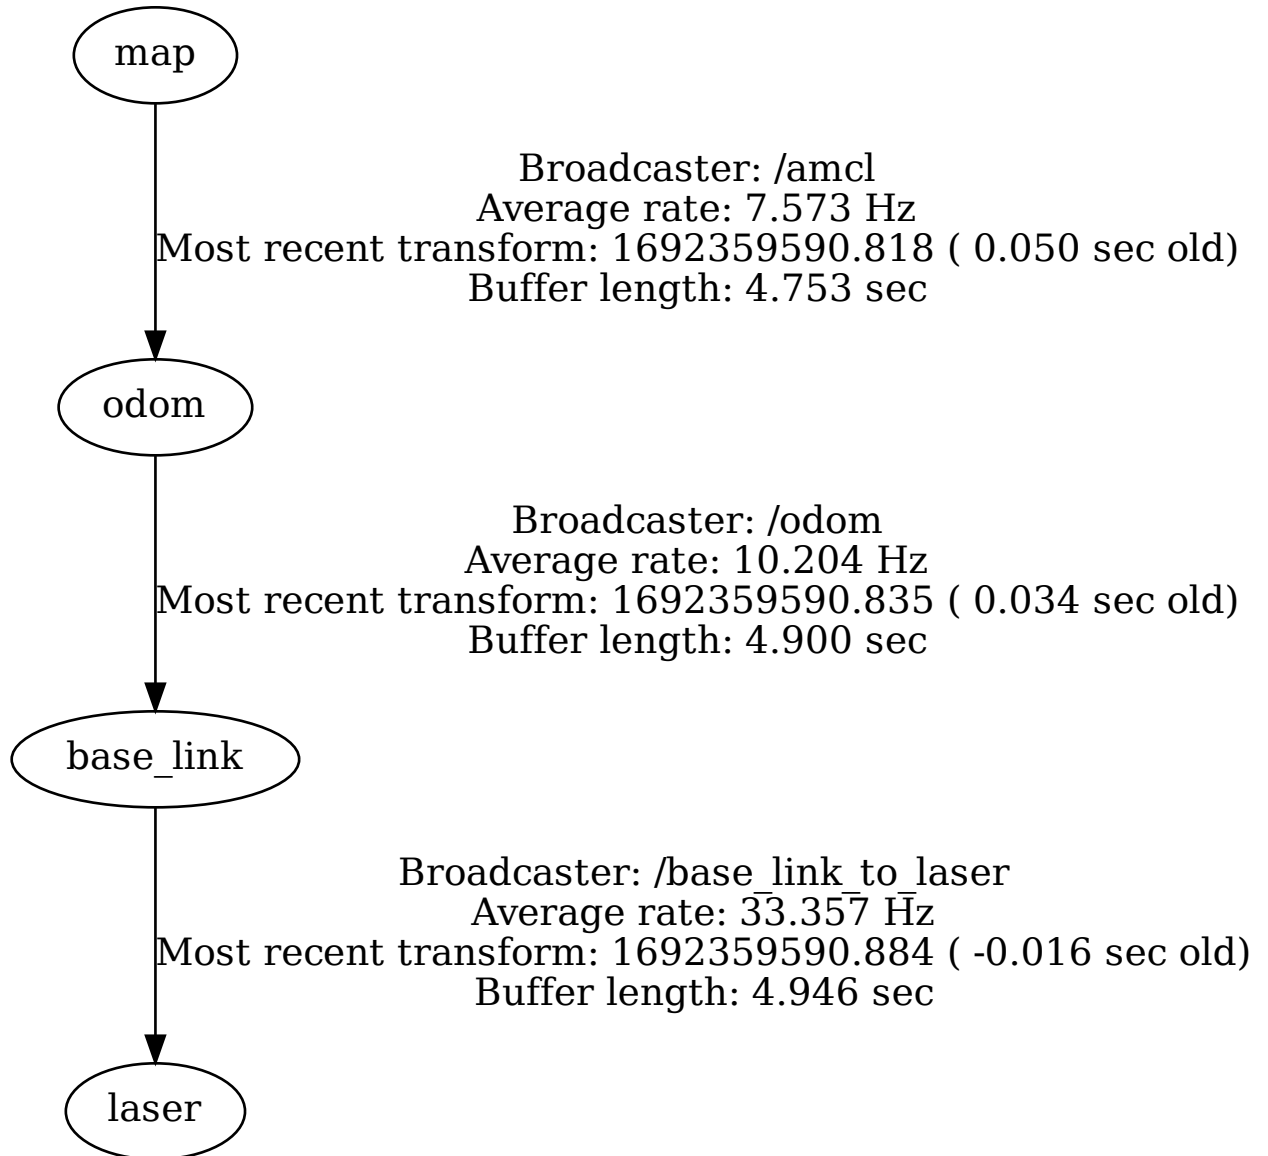 map
Broadcaster: /amcl
Average rate: 7.573 Hz
Most recent transform: 1692359590.818 ( 0.050 sec old)
Buffer length: 4.753 sec
odom
Broadcaster: /odom
Average rate: 10.204 Hz
Most recent transform: 1692359590.835 ( 0.034 sec old)
Buffer length: 4.900 sec
base_link
Broadcaster: /base_link_to_laser
Average rate: 33.357 Hz
Most recent transform: 1692359590.884 ( -0.016 sec old)
Buffer length: 4.946 sec
laser